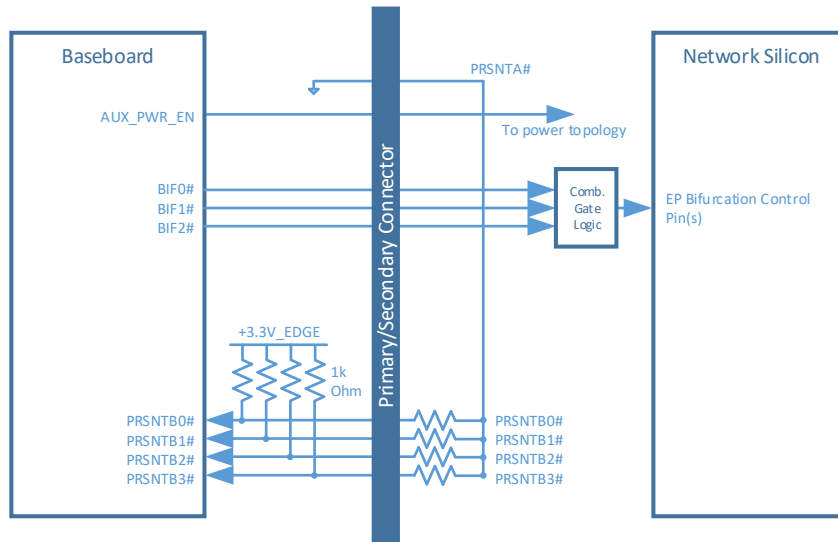 Baseboard
Network Silicon
PRSNTA#
AUX_PWR_EN
To power topology
BIF0#
BIF1#
BIF2#
Comb.
Gate
Logic
EP Bifurcation Control
Pin(s)
Primary/Secondary Connector
+3.3V_EDGE
1k
Ohm
PRSNTB0#
PRSNTB0#
PRSNTB1#
PRSNTB1#
PRSNTB2#
PRSNTB2#
PRSNTB3#
PRSNTB3#